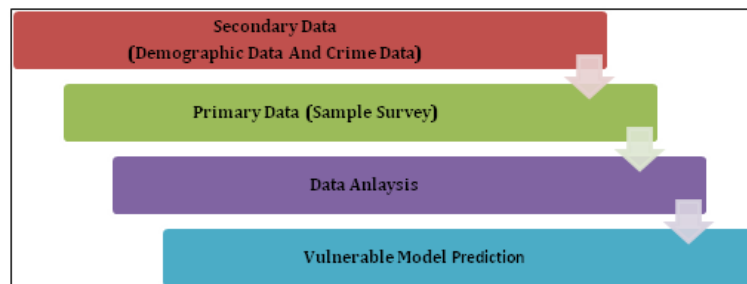 Secondary Data
(Demographic Data And Crime Data)
Primary Data (Sample Survey)
Data Anlaysis
Vulnerable Model Prediction